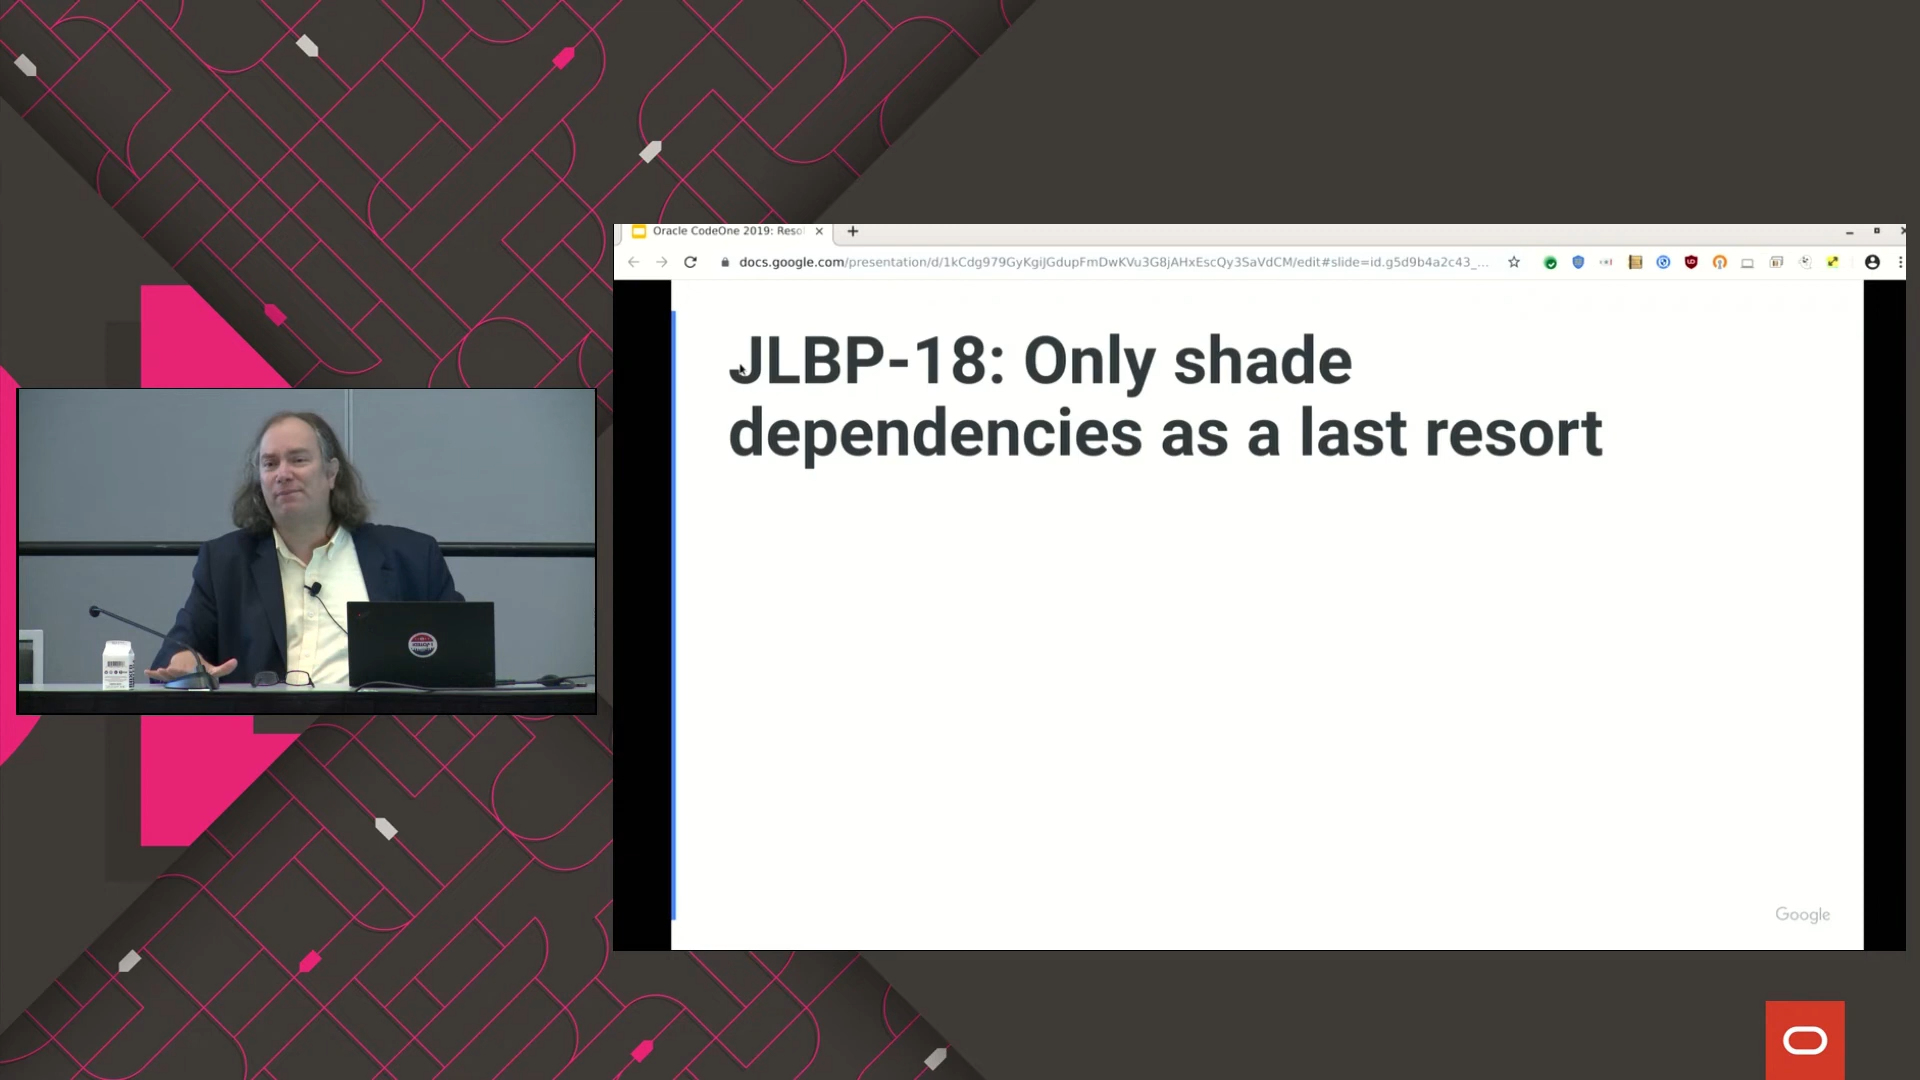 Oracle CodeOne 2019: Reso
docs.google.com/presentation/d/1kCdg979GyKgiJGdupFmDwKVu3G8jAHxEscQy3SaVdCM/edit#slide=id.g5d9b4a2c43_...
JLBP-18: Only shade
dependencies as a last resort
Google